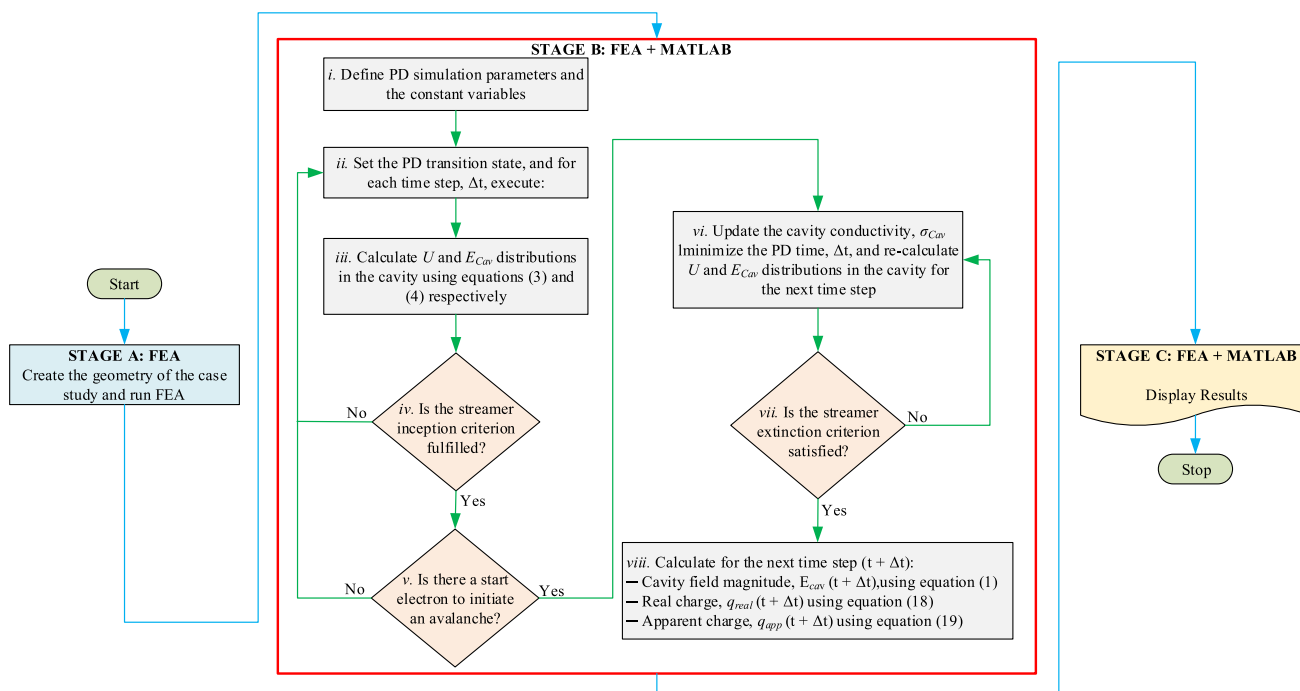 Start
STAGE A: FEA
Create the geometry of the case
study and run FEA
STAGE B: FEA + MATLAB
i. Define PD simulation parameters and
the constant variables
ii. Set the PD transition state, and for
each time step, Δt, execute:
iii. Calculate U and E_Cav distributions
in the cavity using equations (3) and
(4) respectively
iv. Is the streamer
inception criterion
fulfilled?
No
Yes
v. Is there a start
electron to initiate
an avalanche?
No
Yes
vi. Update the cavity conductivity, σ_Cav
lminimize the PD time, Δt, and re-calculate
U and E_Cav distributions in the cavity for
the next time step
vii. Is the streamer
extinction criterion
satisfied?
No
Yes
viii. Calculate for the next time step (t + Δt):
— Cavity field magnitude, E_cav (t + Δt),using equation (1)
— Real charge, q_real (t + Δt) using equation (18)
— Apparent charge, q_app (t + Δt) using equation (19)
STAGE C: FEA + MATLAB
Display Results
Stop